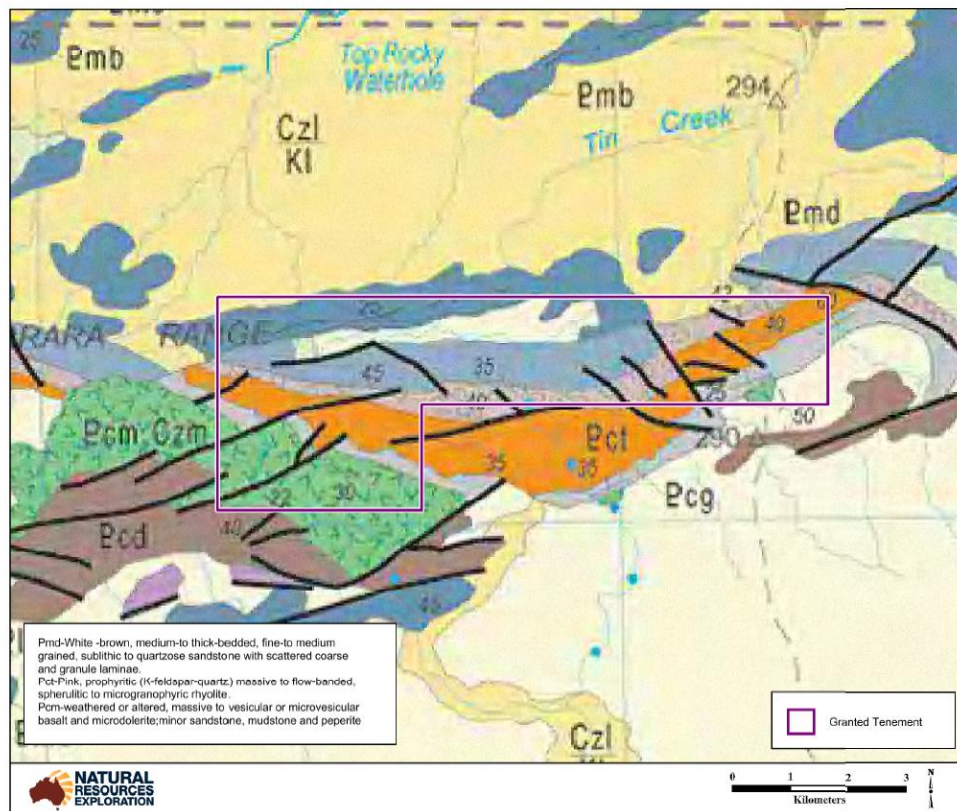 25
Pmb
Top Rocky
Waterhole
Pmb
294
Czl
Kl
Tin Creek
Pmd
22
42
60
40
RARA RANGE
45
35
40
25
Pcm Czm
Pct
290
50
35
35
22
30
Pcg
Pcd
40
45
Pmd-White -brown, medium-to thick-bedded, fine-to medium
grained, sublithic to quartzose sandstone with scattered coarse
and granule laminae.
Pct-Pink, prophyritic (K-feldspar-quartz) massive to flow-banded,
spherulitic to microgranophyric rhyolite.
Pcm-weathered or altered, massive to vesicular or microvesicular
basalt and microdolerite;minor sandstone, mudstone and peperite
Czl
Granted Tenement
NATURAL
RESOURCES
EXPLORATION
0 1 2 3
Kilometers
N